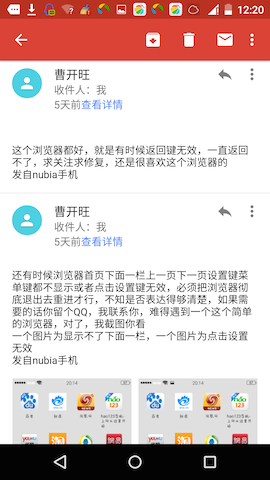 12:20
曹开旺
收件人：我
5天前查看详情
这个浏览器都好，就是有时候返回键无效，一直返回
不了，求关注求修复，还是很喜欢这个浏览器的
发自nubia手机
曹开旺
收件人：我
5天前查看详情
还有时候浏览器首页下面一栏上一页下一页设置键菜
单键都不显示或者点击设置键无效，必须把浏览器彻
底退出去重进才行，不知是否表达得够清楚，如果需
要的话你留个QQ，我联系你，难得遇到一个这个简单
的浏览器，对了，我截图你看
一个图片为显示不了下面一栏，一个图片为点击设置
无效
发自nubia手机
20:14
20:14